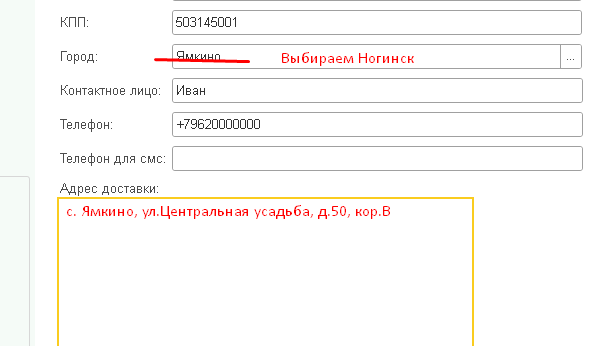 КПП: 503145001
Город: Ямкино Выбираем Ногинск ...
Контактное лицо: Иван
Телефон: +79620000000
Телефон для смс:
Адрес доставки:
с. Ямкино, ул.Центральная усадьба, д.50, кор.В